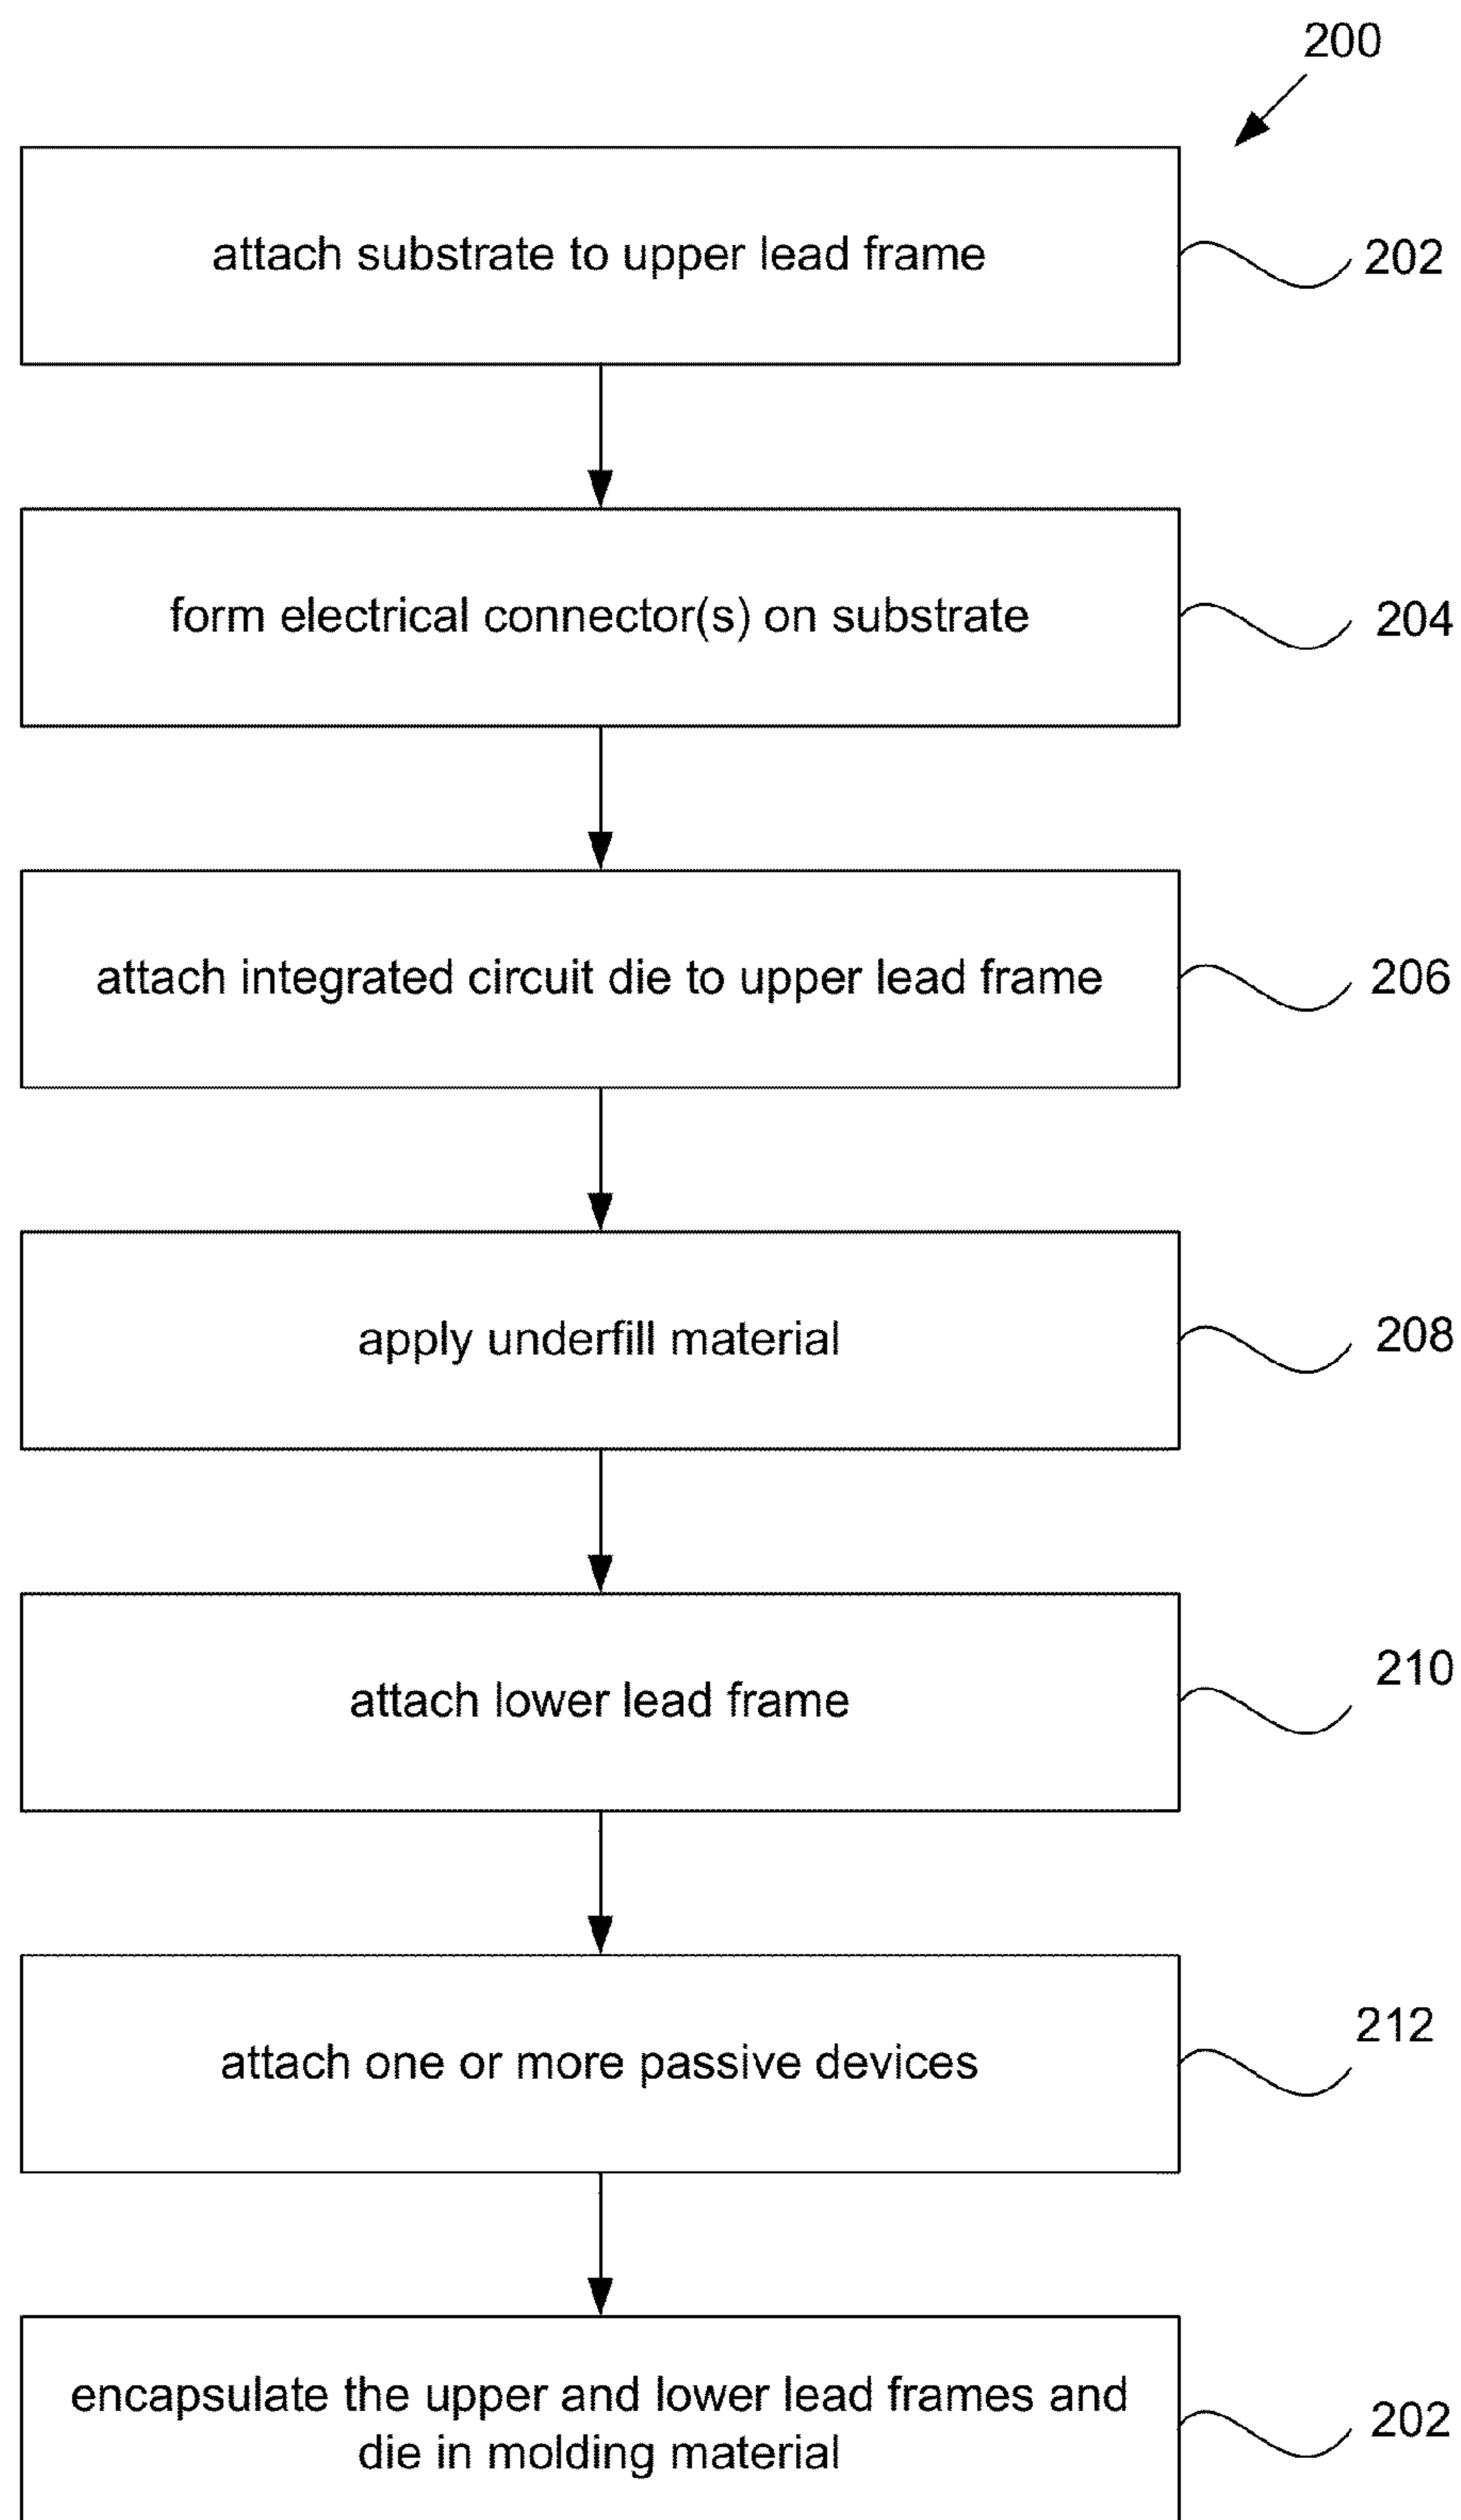 200
attach substrate to upper lead frame
202
form electrical connector(s) on substrate
204
attach integrated circuit die to upper lead frame
206
apply underfill material
208
attach lower lead frame
210
attach one or more passive devices
212
encapsulate the upper and lower lead frames and
die in molding material
202